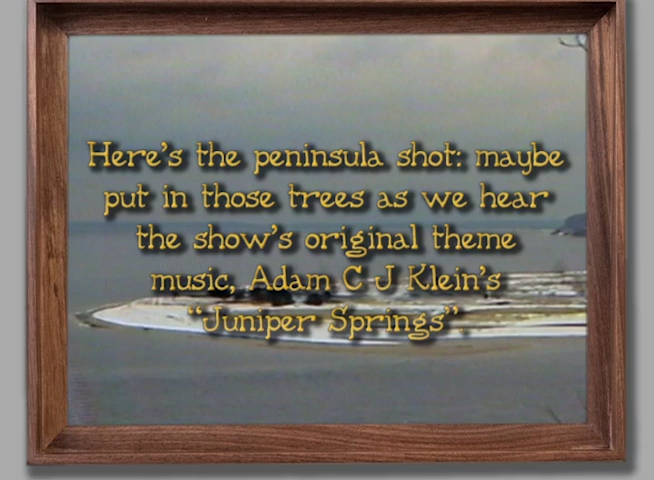 Here's the peninsula shot: maybe
put in those trees as we hear
the show's original theme
music, Adam C J Klein's
"Juniper Springs".